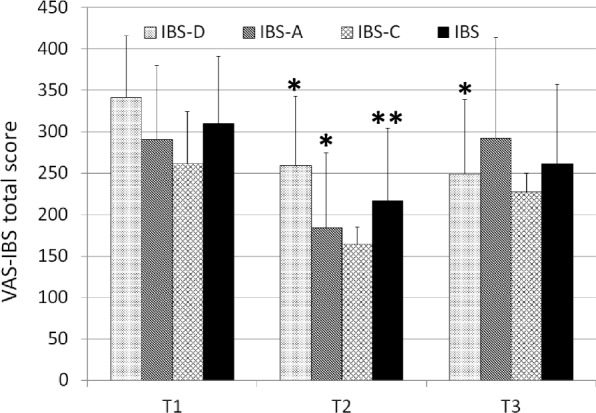 450
400
350
300
250
200
150
100
50
0
VAS-IBS total score
IBS-D IBS-A IBS-C IBS
* * ** *
T1 T2 T3